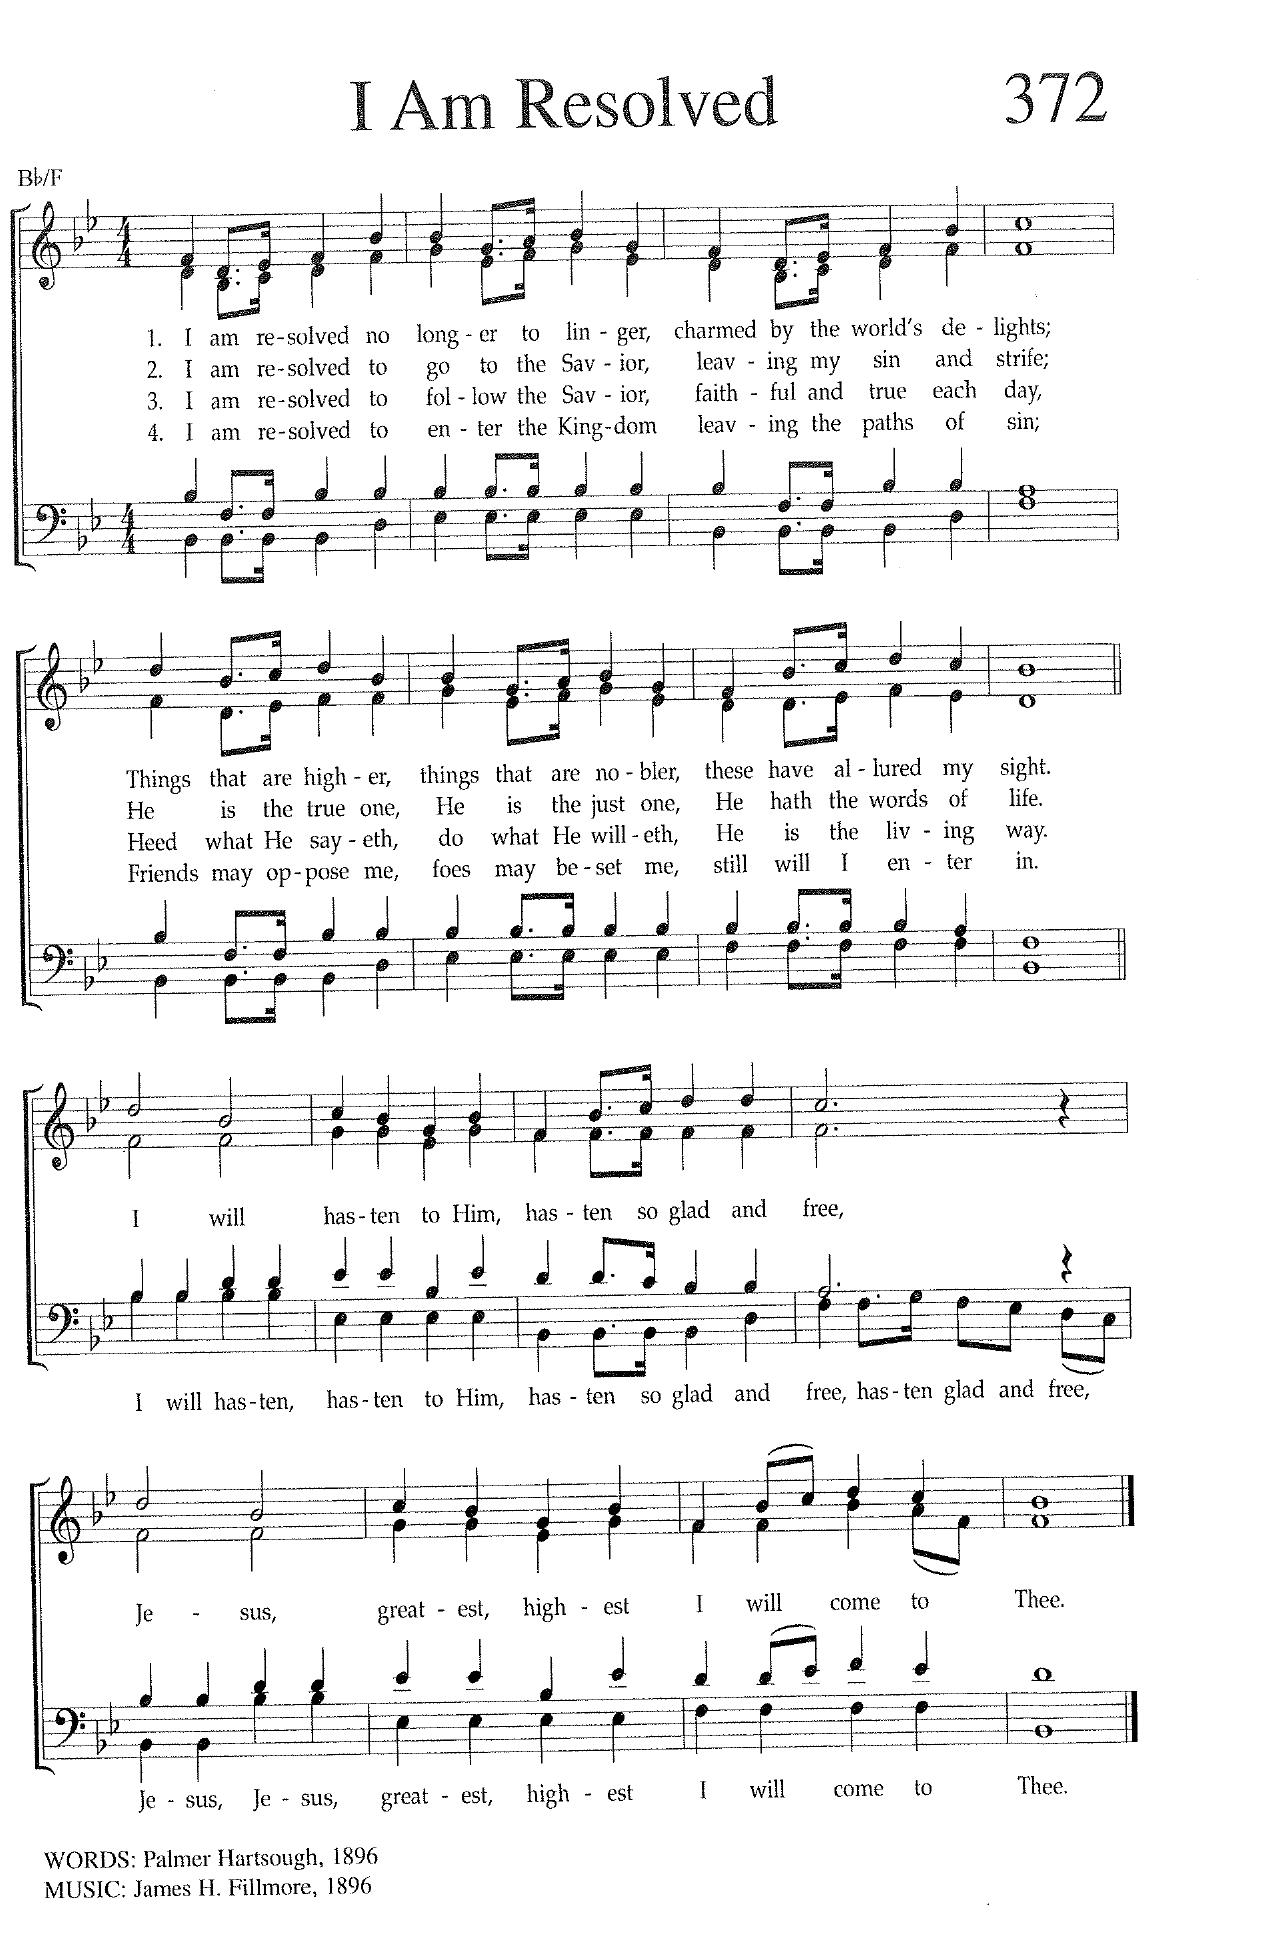 I Am Resolved 372
B♭/F
1. I am re-solved no long - er to lin - ger, charmed by the world's de - lights;
2. I am re-solved to go to the Sav - ior, leav - ing my sin and strife;
3. I am re-solved to fol - low the Sav - ior, faith - ful and true each day,
4. I am re-solved to en - ter the King-dom leav - ing the paths of sin;
Things that are high - er, things that are no - bler, these have al - lured my sight.
He is the true one, He is the just one, He hath the words of life.
Heed what He say - eth, do what He will - eth, He is the liv - ing way.
Friends may op - pose me, foes may be - set me, still will I en - ter in.
I will has - ten to Him, has - ten so glad and free,
I will has-ten, has - ten to Him, has - ten so glad and free, has - ten glad and free,
Je - sus, great - est, high - est I will come to Thee.
Je - sus, Je - sus, great - est, high - est I will come to Thee.
WORDS: Palmer Hartsough, 1896
MUSIC: James H. Fillmore, 1896